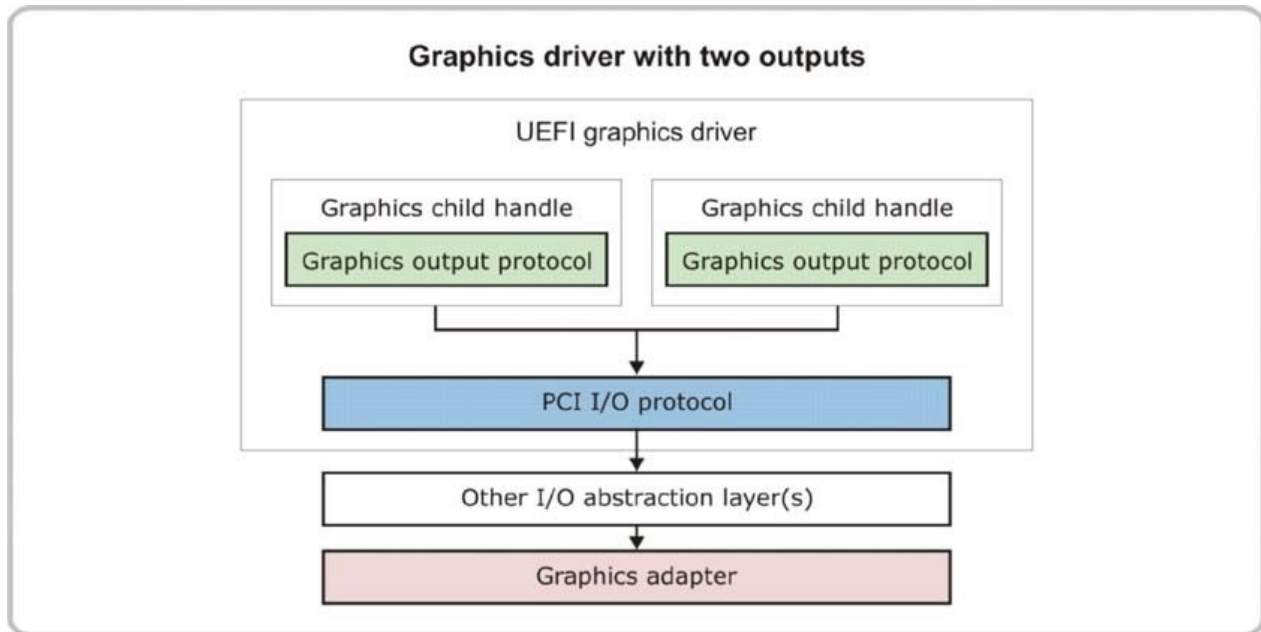 Graphics driver with two outputs
UEFI graphics driver
Graphics child handle
Graphics output protocol
Graphics child handle
Graphics output protocol
PCI I/O protocol
Other I/O abstraction layer(s)
Graphics adapter